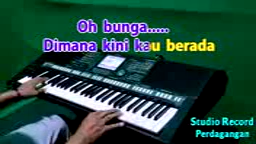 Oh bunga.....
Dimana kini kau berada
Studio Record
Perdagangan